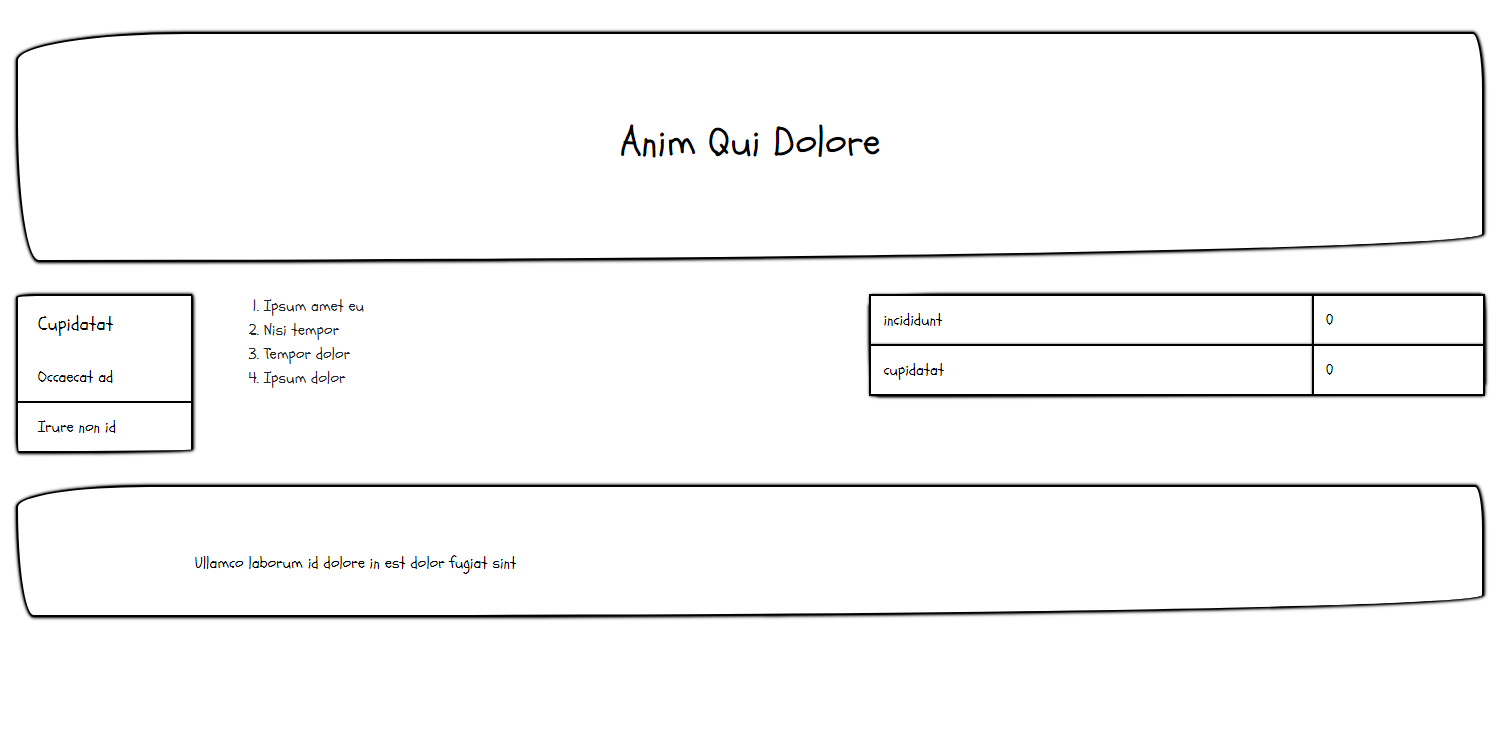 Anim Qui Dolore
Cupidatat
Occaecat ad
Irure non id
1. Ipsum amet eu
2. Nisi tempor
3. Tempor dolor
4. Ipsum dolor
incididunt 0
cupidatat 0
Ullamco laborum id dolore in est dolor fugiat sint